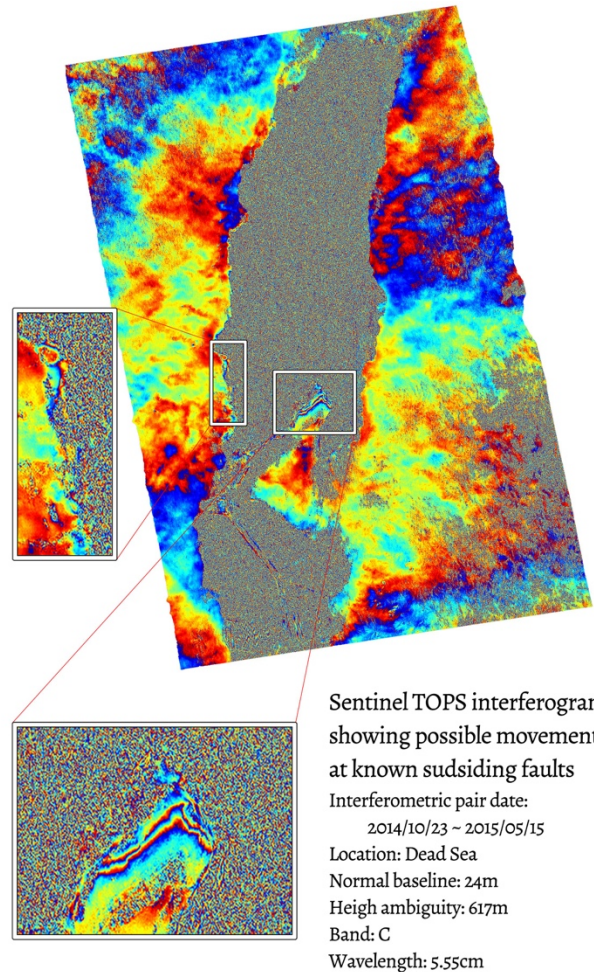 Sentinel TOPS interferogram
showing possible movement
at known sudsiding faults
Interferometric pair date:
2014/10/23 ~ 2015/05/15
Location: Dead Sea
Normal baseline: 24m
Heigh ambiguity: 617m
Band: C
Wavelength: 5.55cm